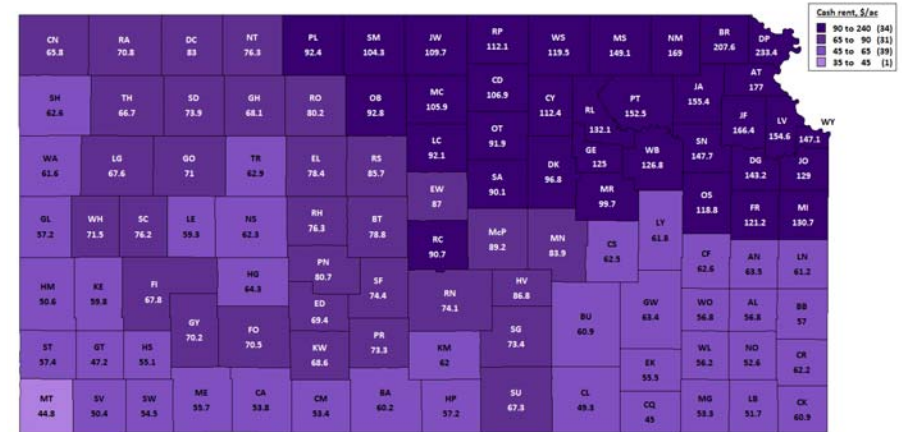 Cash rent, $/ac
90 to 240 (34)
65 to 90 (31)
45 to 65 (39)
35 to 45 (1)
CN
65.8
RA
70.8
DC
83
NT
76.3
PL
92.4
SM
104.3
JW
109.7
RP
112.1
WS
119.5
MS
149.1
NM
169
BR
207.6
DP
233.4
SH
62.6
TH
66.7
SD
73.9
GH
68.1
RO
80.2
OB
92.8
MC
105.9
CD
106.9
CY
112.4
RL
132.1
PT
152.5
JA
155.4
AT
177
JF
166.4
LV
154.6
WY
147.1
WA
61.6
LG
67.6
GO
71
TR
62.9
EL
78.4
RS
85.7
LC
92.1
OT
91.9
SA
90.1
DK
96.8
GE
125
WB
126.8
SN
147.7
DG
143.2
JO
129
EW
87
MR
99.7
OS
118.8
FR
121.2
MI
130.7
GL
57.2
WH
71.5
SC
76.2
LE
59.3
NS
62.3
RH
76.3
BT
78.8
RC
90.7
McP
89.2
MN
83.9
CS
62.5
LY
61.8
CF
62.6
AN
63.5
LN
61.2
HM
50.6
KE
59.8
FI
67.8
HG
64.3
PN
80.7
SF
74.4
RN
74.1
HV
86.8
GY
70.2
FO
70.5
ED
69.4
SG
73.4
BU
60.9
GW
63.4
WO
56.8
AL
56.8
BB
57
ST
57.4
GT
47.2
HS
55.1
KW
68.6
PR
73.3
KM
62
EK
55.5
WL
56.2
NO
52.6
CR
62.2
MT
44.8
SV
50.4
SW
54.5
ME
55.7
CA
53.8
CM
53.4
BA
60.2
HP
57.2
SU
67.3
CL
49.3
CQ
45
MG
53.3
LB
51.7
CK
60.9